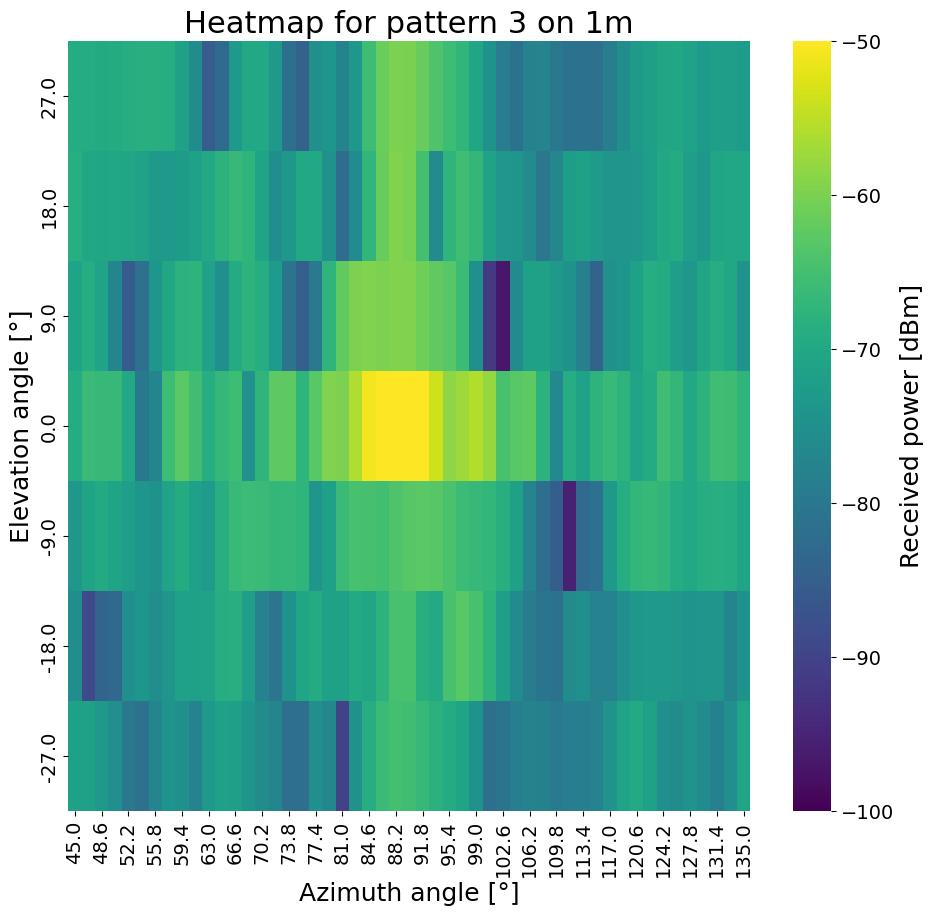 Heatmap for pattern 3 on 1m
Elevation angle [°]
27.0
18.0
9.0
0.0
-9.0
-18.0
-27.0
45.0 48.6 52.2 55.8 59.4 63.0 66.6 70.2 73.8 77.4 81.0 84.6 88.2 91.8 95.4 99.0 102.6 106.2 109.8 113.4 117.0 120.6 124.2 127.8 131.4 135.0
Azimuth angle [°]
−50
−60
−70
−80
−90
−100
Received power [dBm]